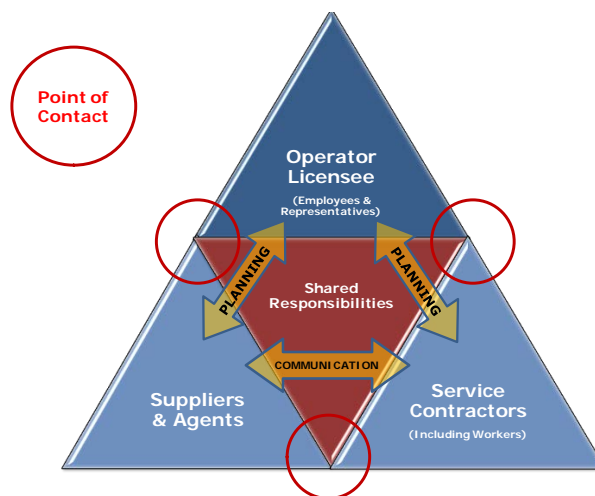 Point of
Contact
Operator
Licensee
(Employees &
Representatives)
PLANNING
PLANNING
Shared
Responsibilities
COMMUNICATION
Suppliers
& Agents
Service
Contractors
(Including Workers)